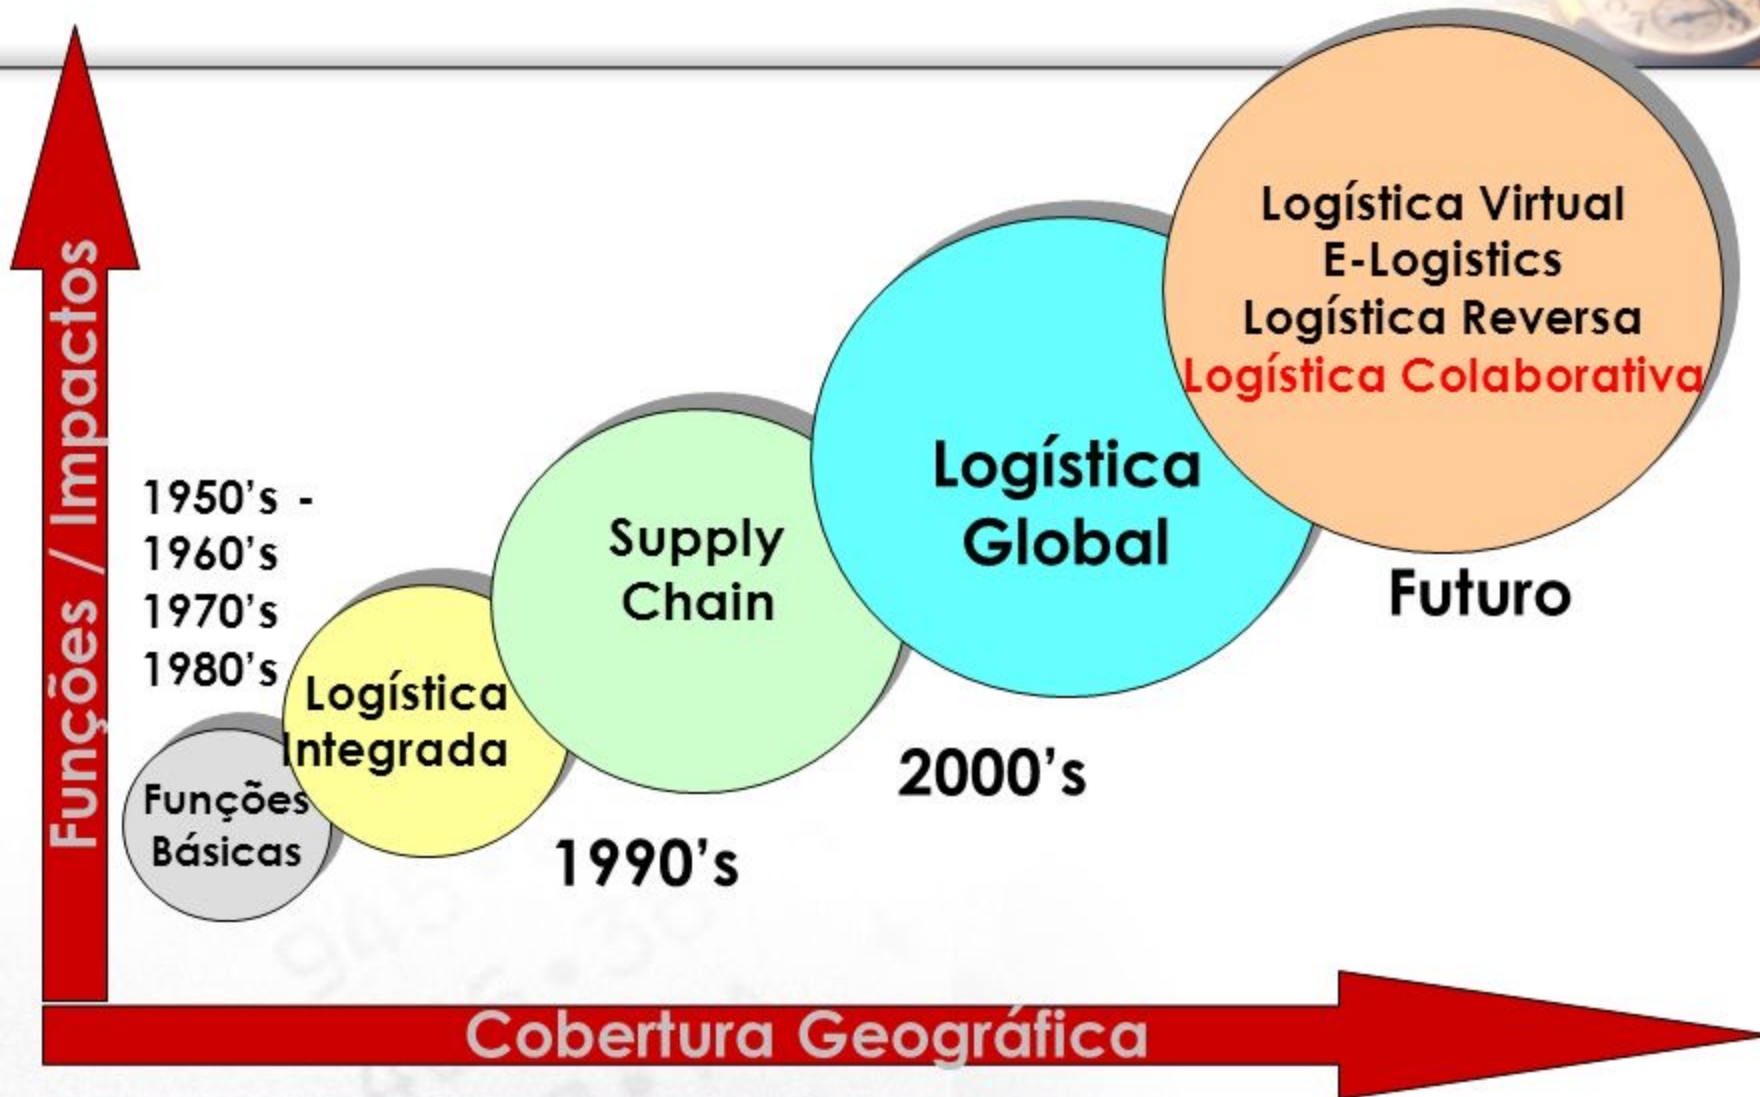 Funções / Impactos
1950's -
1960's
1970's
1980's
Funções
Básicas
Logística
Integrada
Supply
Chain
1990's
Logística
Global
2000's
Logística Virtual
E-Logistics
Logística Reversa
Logística Colaborativa
Futuro
Cobertura Geográfica